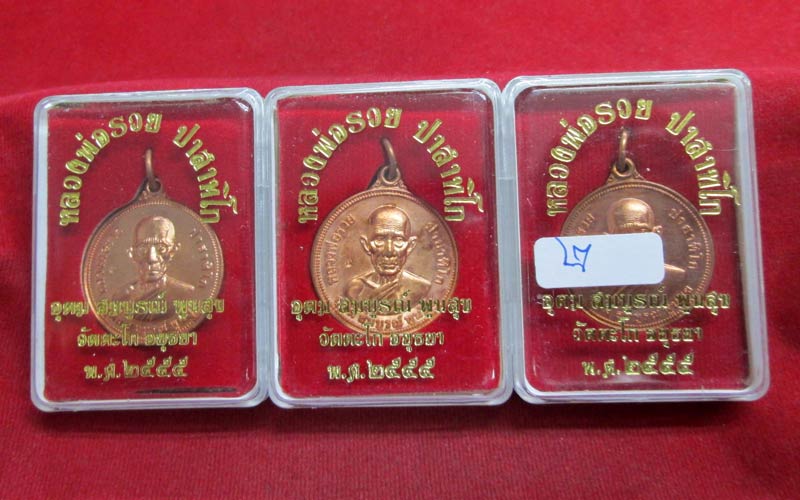 หลวงพ่อรวย ปาสาทิโก
อุดม สมบูรณ์ พูนสุข
วัดตะโก อยุธยา
พ.ศ.๒๕๕๕
หลวงพ่อรวย ปาสาทิโก
อุดม สมบูรณ์ พูนสุข
วัดตะโก อยุธยา
พ.ศ.๒๕๕๕
หลวงพ่อรวย ปาสาทิโก
๒
อุดม สมบูรณ์ พูนสุข
วัดตะโก อยุธยา
พ.ศ.๒๕๕๕